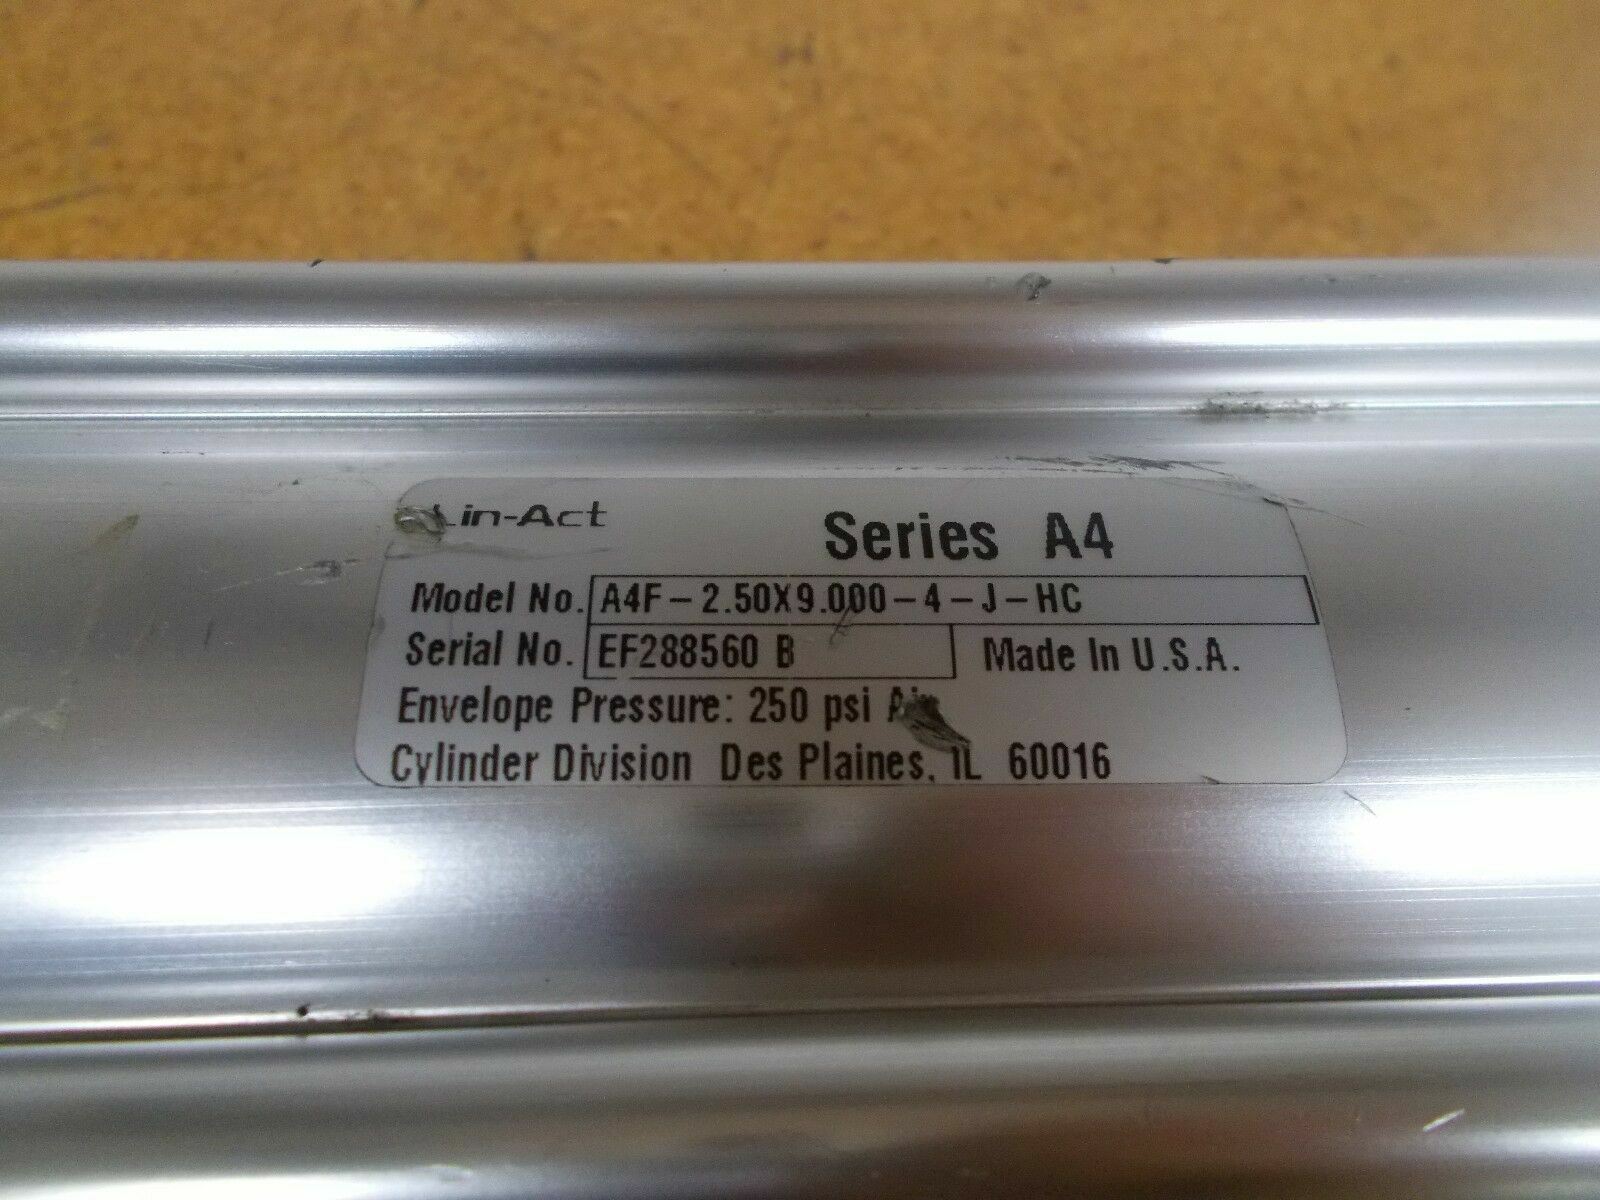 Lin-Act Series A4
Model No. A4F-2.50X9.000-4-J-HC
Serial No. EF288560 B Made In U.S.A.
Envelope Pressure: 250 psi Air
Cylinder Division Des Plaines, IL 60016